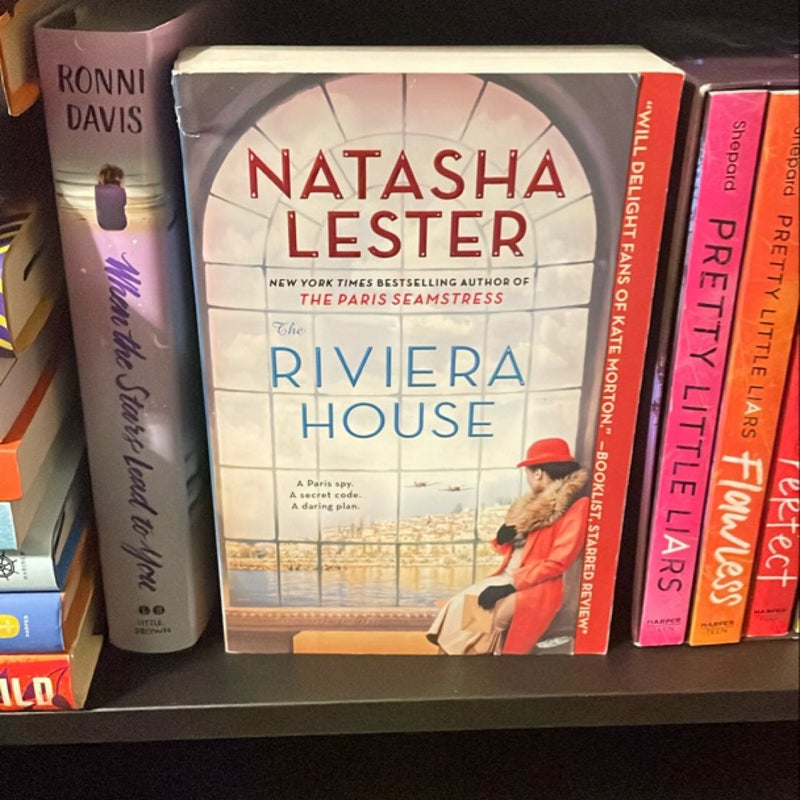 RONNI
DAVIS
When the Stars Lead to You
LITTLE, BROWN
NATASHA
LESTER
NEW YORK TIMES BESTSELLING AUTHOR OF
THE PARIS SEAMSTRESS
The
RIVIERA
HOUSE
A Paris spy.
A secret code.
A daring plan.
"WILL DELIGHT FANS OF KATE MORTON." —BOOKLIST, STARRED REVIEW
Shepard
PRETTY LITTLE LIARS
HARPER
TEEN
Shepard
PRETTY LITTLE LIARS
Flawless
HARPER
TEEN
Perfect
HARPER